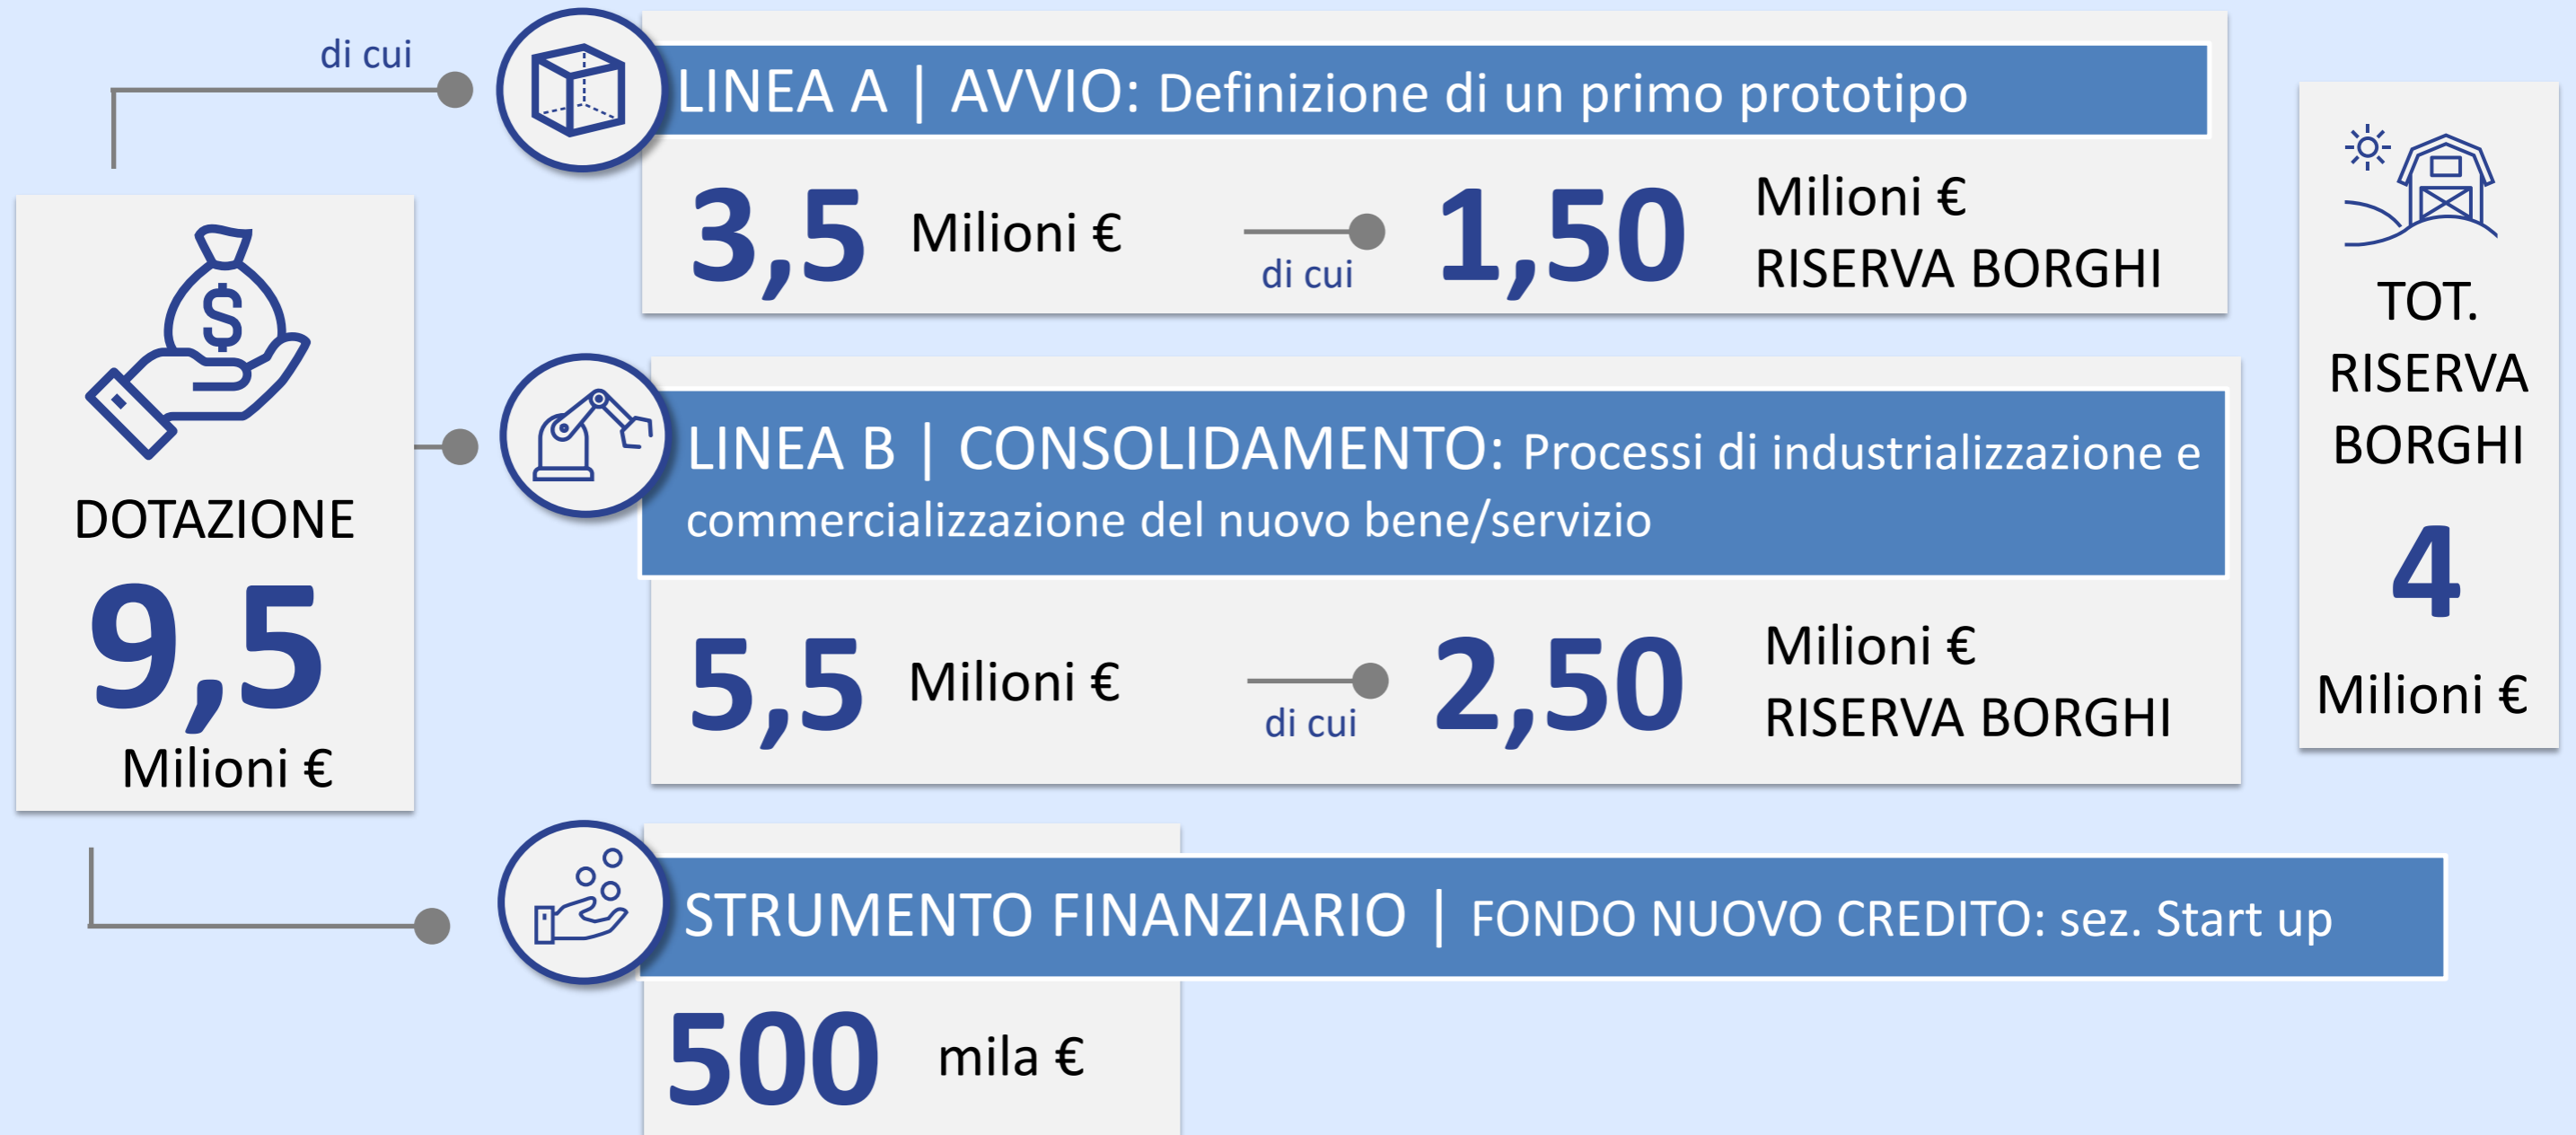 di cui
LINEA A | AVVIO: Definizione di un primo prototipo
3,5 Milioni €
di cui
1,50 Milioni €
RISERVA BORGHI
DOTAZIONE
9,5
Milioni €
LINEA B | CONSOLIDAMENTO: Processi di industrializzazione e
commercializzazione del nuovo bene/servizio
5,5 Milioni €
di cui
2,50 Milioni €
RISERVA BORGHI
TOT.
RISERVA
BORGHI
4
Milioni €
STRUMENTO FINANZIARIO | FONDO NUOVO CREDITO: sez. Start up
500 mila €